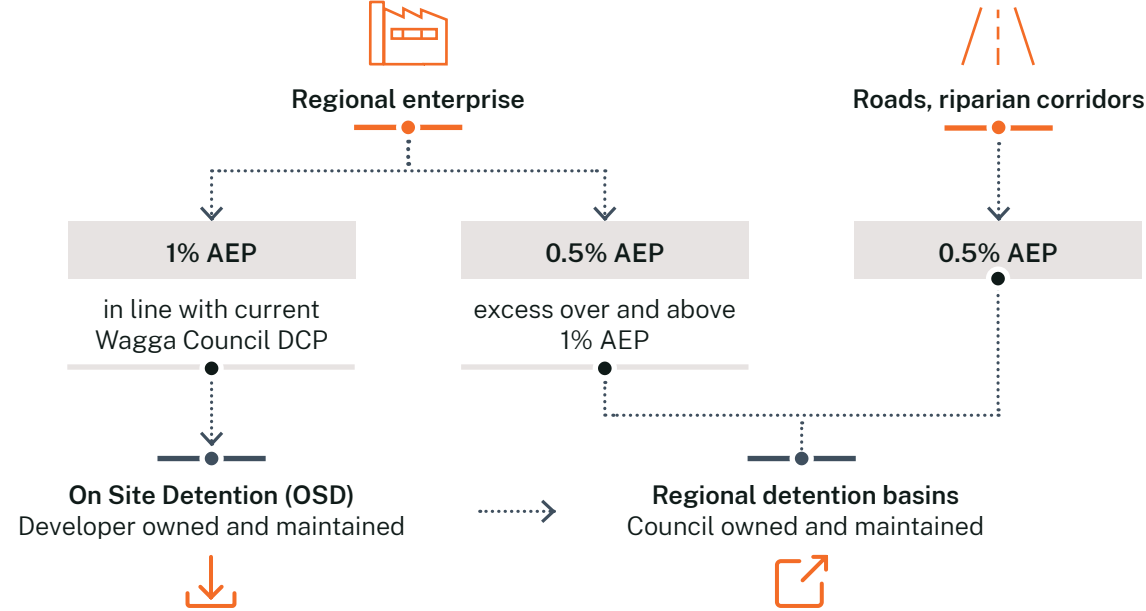 Regional enterprise
Roads, riparian corridors
1% AEP
0.5% AEP
0.5% AEP
in line with current
Wagga Council DCP
excess over and above
1% AEP
On Site Detention (OSD)
Developer owned and maintained
Regional detention basins
Council owned and maintained